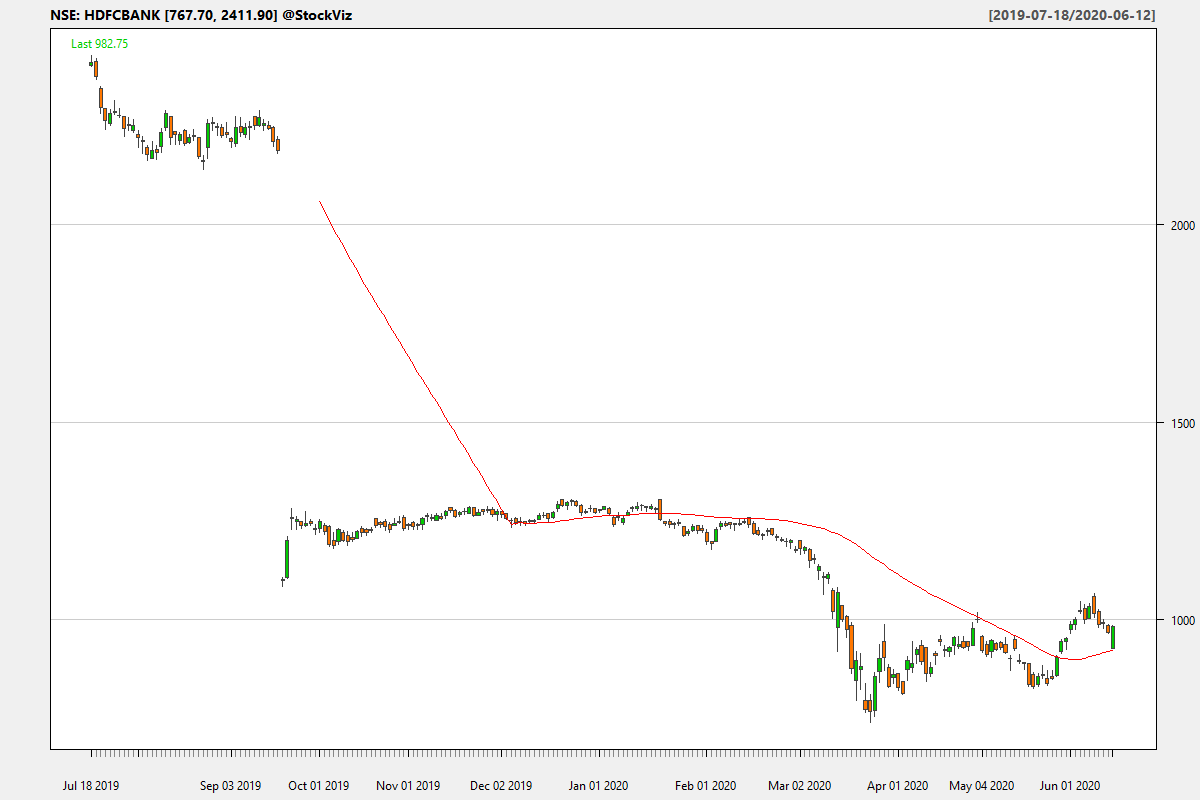 NSE: HDFCBANK [767.70, 2411.90] @StockViz [2019-07-18/2020-06-12]
Last 982.75
2000
1500
1000
Jul 18 2019 Sep 03 2019 Oct 01 2019 Nov 01 2019 Dec 02 2019 Jan 01 2020 Feb 01 2020 Mar 02 2020 Apr 01 2020 May 04 2020 Jun 01 2020